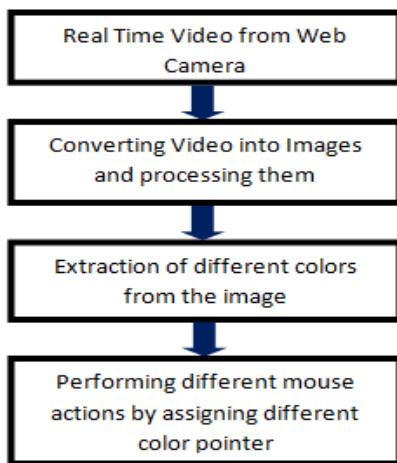 Real Time Video from Web
Camera
Converting Video into Images
and processing them
Extraction of different colors
from the image
Performing different mouse
actions by assigning different
color pointer